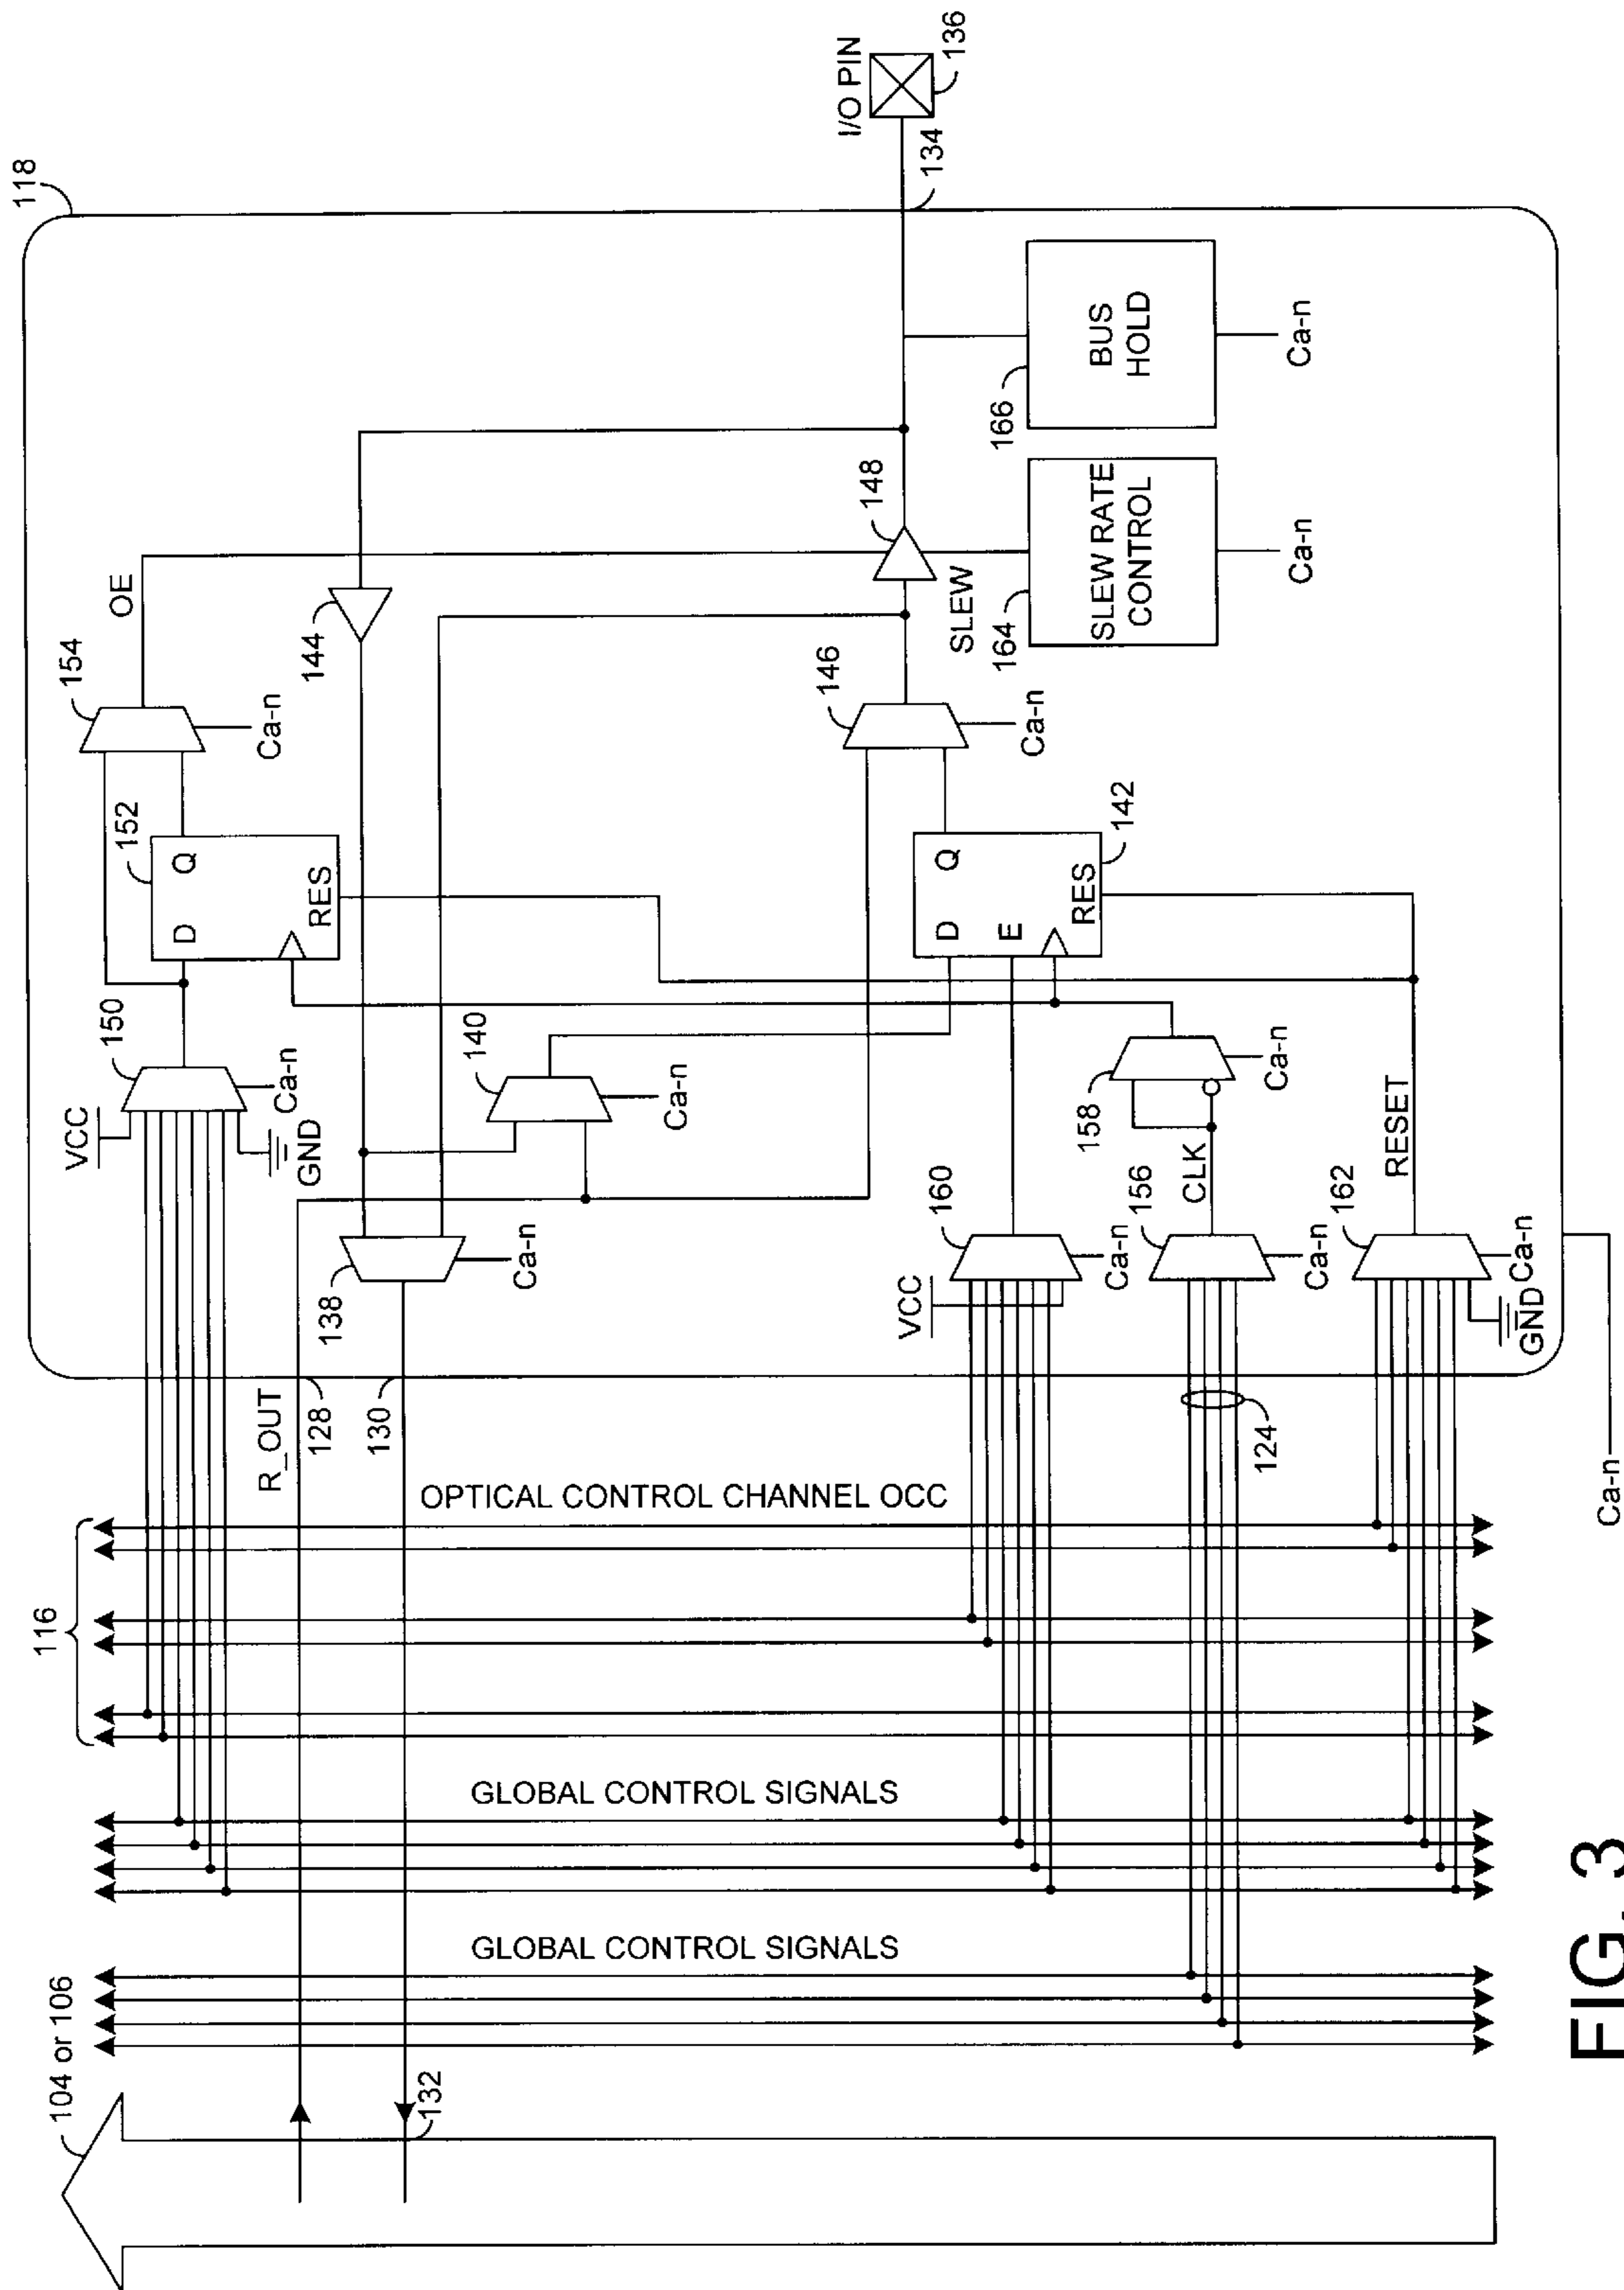 118
104 or 106
116
154
OE
150
VCC
152
D
Q
RES
Ca-n
Ca-n
GND
144
R_OUT
128
138
130
132
140
Ca-n
Ca-n
OPTICAL CONTROL CHANNEL OCC
GLOBAL CONTROL SIGNALS
GLOBAL CONTROL SIGNALS
146
148
I/O PIN
134
136
Ca-n
SLEW
D
Q
E
RES
142
160
VCC
Ca-n
164
SLEW RATE
CONTROL
Ca-n
166
BUS
HOLD
Ca-n
158
Ca-n
156
CLK
Ca-n
124
162
RESET
Ca-n
GND
Ca-n
FIG. 3